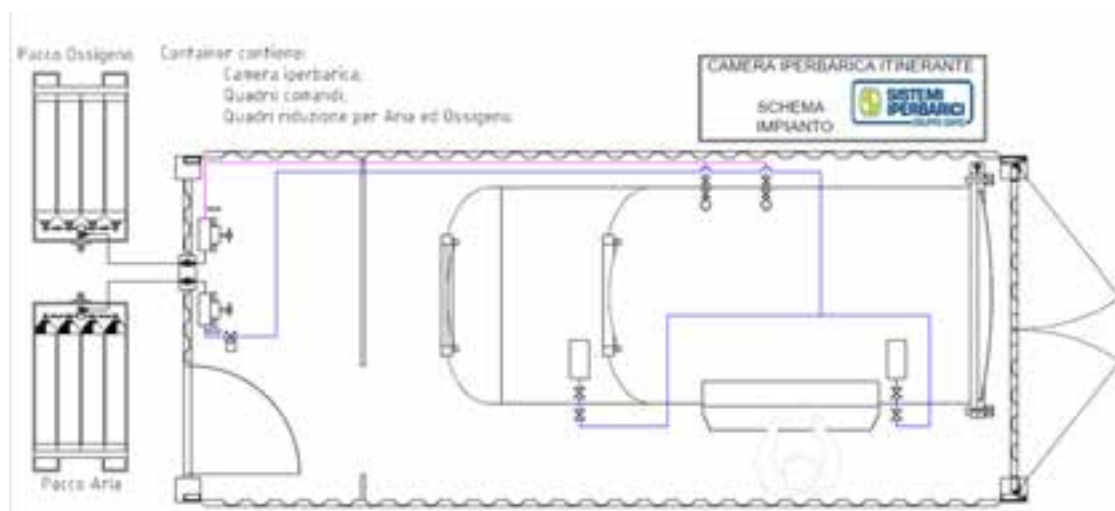 Pacco Ossigeno
Container contiene:
Camera iperbarica;
Quadri comandi;
Quadri riduzione per Aria ed Ossigeno.
CAMERA IPERBARICA ITINERANTE
SCHEMA
IMPIANTO
SISTEMI
IPERBARICI
Pacco Aria